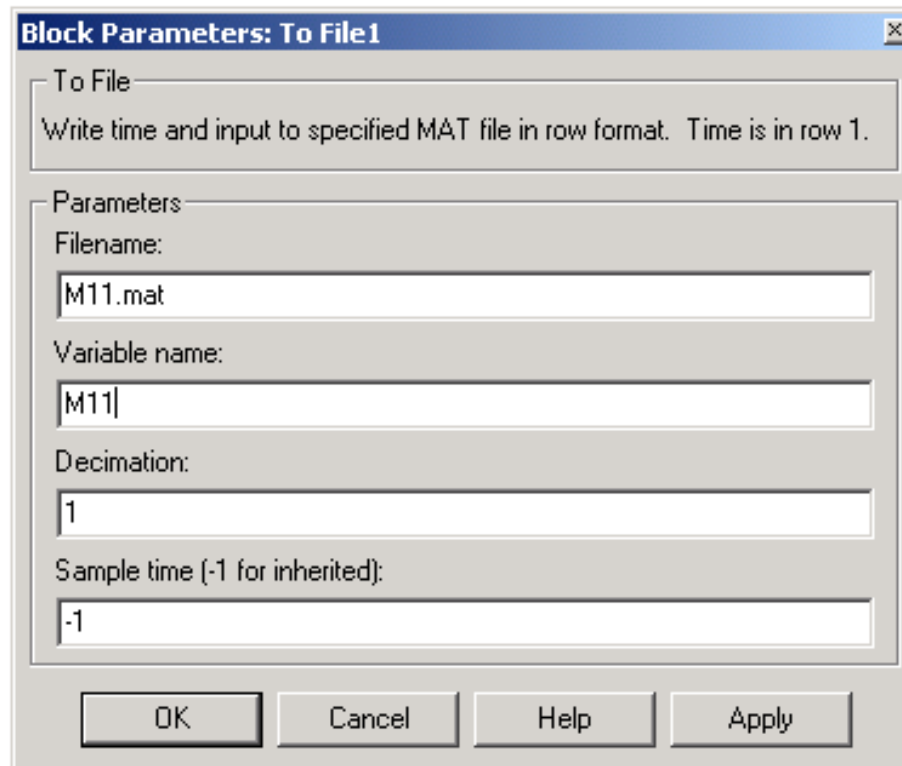 Block Parameters: To File1
To File
Write time and input to specified MAT file in row format.  Time is in row 1.
Parameters
Filename:
M11.mat
Variable name:
M11
Decimation:
1
Sample time (-1 for inherited):
-1
OK Cancel Help Apply